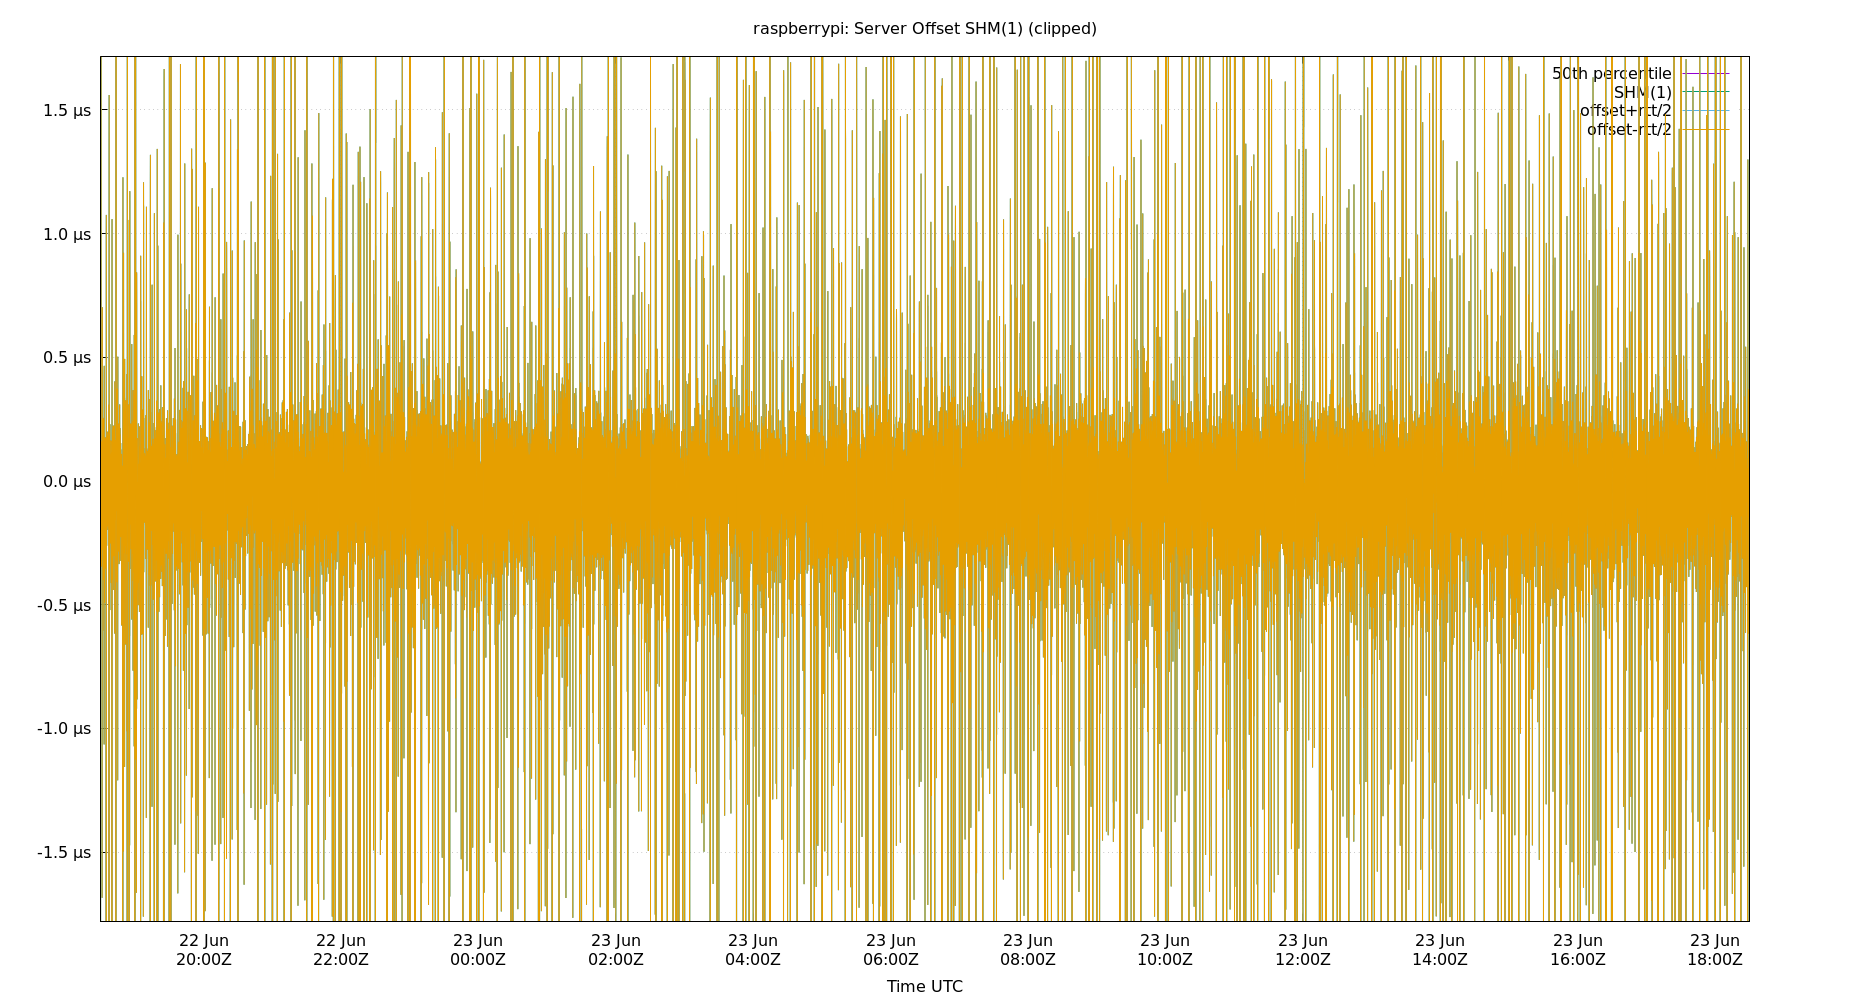 raspberrypi: Server Offset SHM(1) (clipped)
50th percentile
SHM(1)
offset+rtt/2
offset-rtt/2
1.5 µs
1.0 µs
0.5 µs
0.0 µs
-0.5 µs
-1.0 µs
-1.5 µs
22 Jun 22 Jun 23 Jun 23 Jun 23 Jun 23 Jun 23 Jun 23 Jun 23 Jun 23 Jun 23 Jun 23 Jun
20:00Z 22:00Z 00:00Z 02:00Z 04:00Z 06:00Z 08:00Z 10:00Z 12:00Z 14:00Z 16:00Z 18:00Z
Time UTC